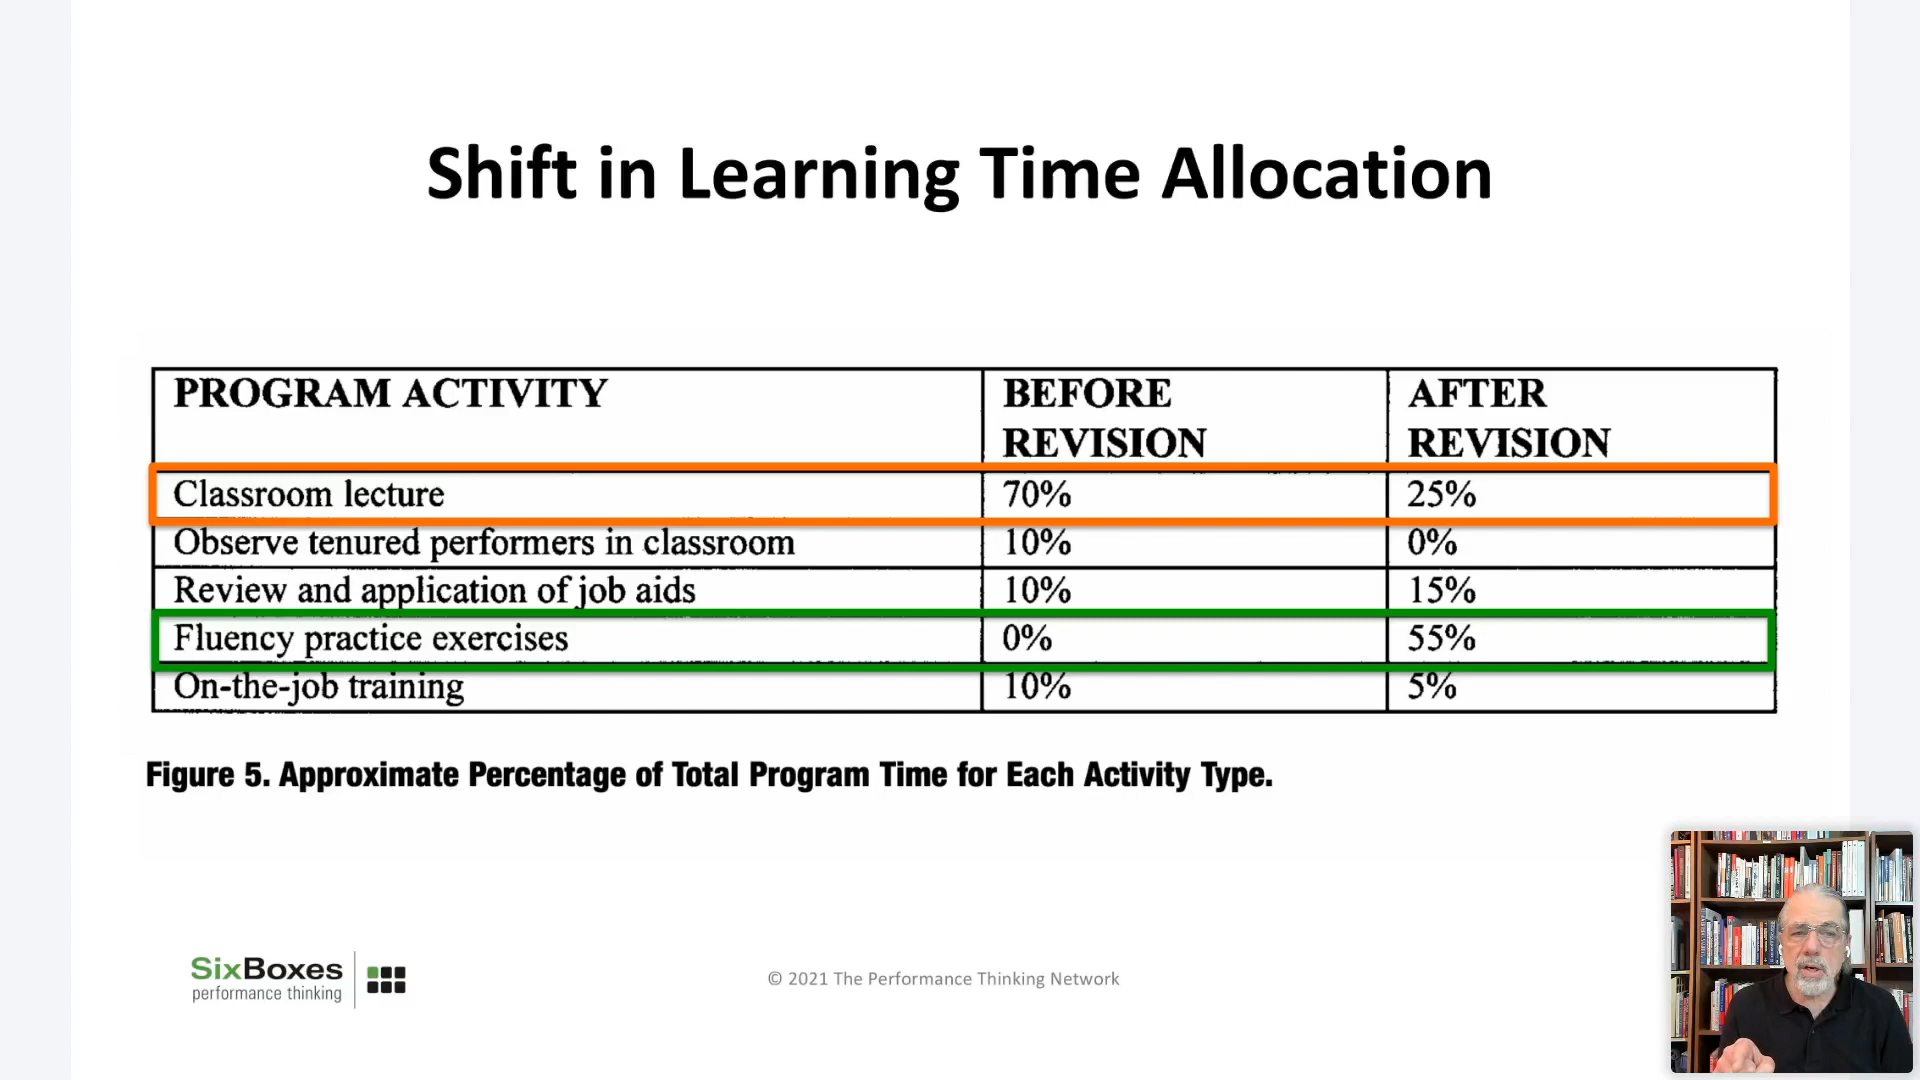 Shift in Learning Time Allocation
PROGRAM ACTIVITY BEFORE REVISION AFTER REVISION
Classroom lecture 70% 25%
Observe tenured performers in classroom 10% 0%
Review and application of job aids 10% 15%
Fluency practice exercises 0% 55%
On-the-job training 10% 5%
Figure 5. Approximate Percentage of Total Program Time for Each Activity Type.
SixBoxes
performance thinking
© 2021 The Performance Thinking Network